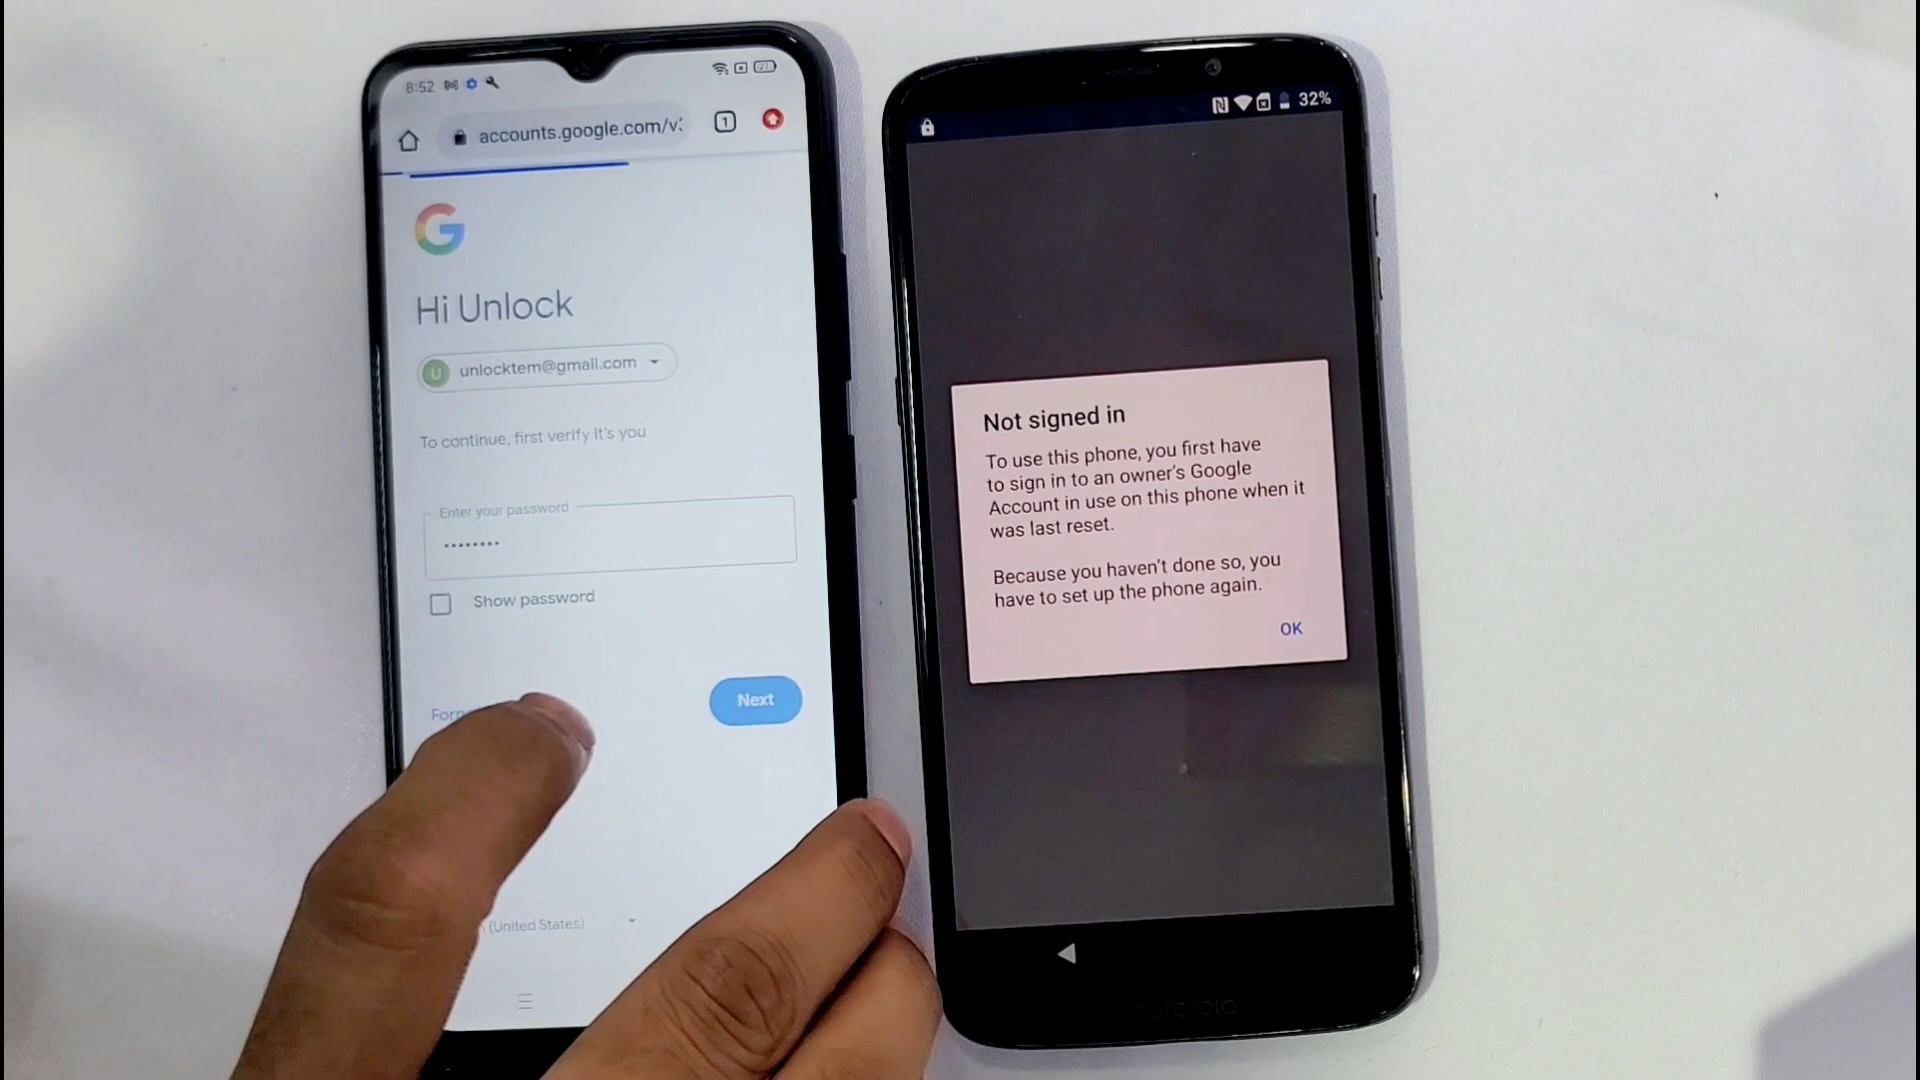 8:52
27
accounts.google.com/v
1
G
Hi Unlock
U unlocktem@gmail.com
To continue, first verify it's you
Enter your password
••••••••
Show password
Next
(United States)
32%
Not signed in
To use this phone, you first have
to sign in to an owner's Google
Account in use on this phone when it
was last reset.
Because you haven't done so, you
have to set up the phone again.
OK
motorola